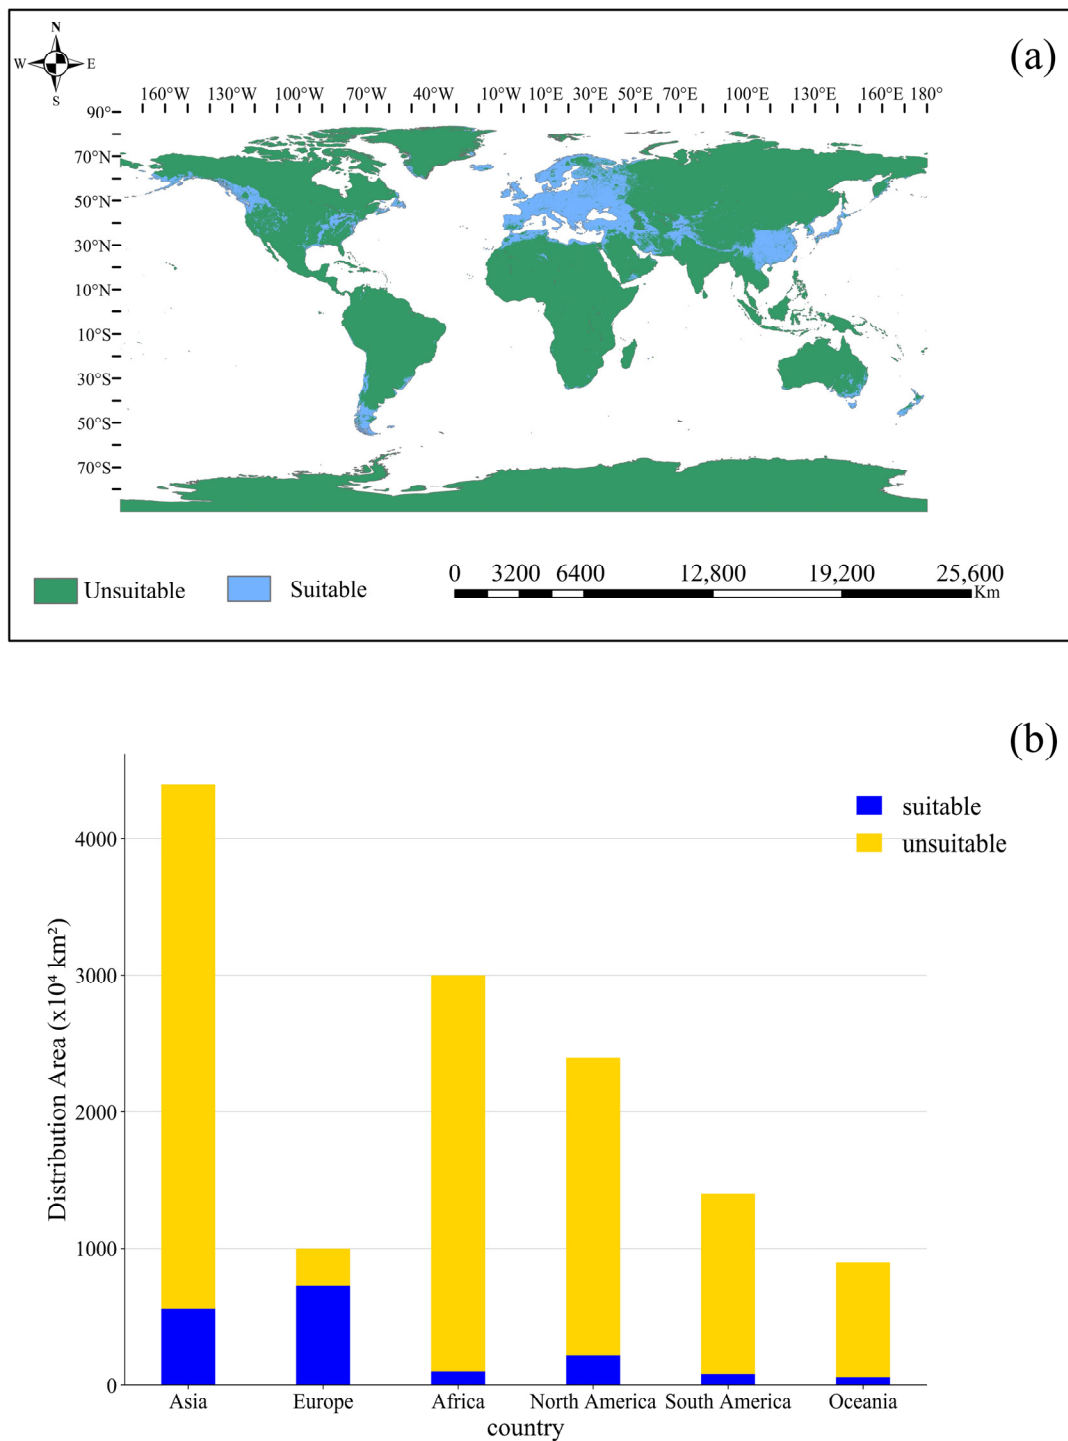 (a)
N
W E
S
160°W 130°W 100°W 70°W 40°W 10°W 10°E 30°E 50°E 70°E 100°E 130°E 160°E 180°
90°
70°N
50°N
30°N
10°N
10°S
30°S
50°S
70°S
Unsuitable Suitable
0 3200 6400 12,800 19,200 25,600
Km
(b)
suitable
unsuitable
Distribution Area (x10⁴ km²)
4000
3000
2000
1000
0
Asia Europe Africa North America South America Oceania
country